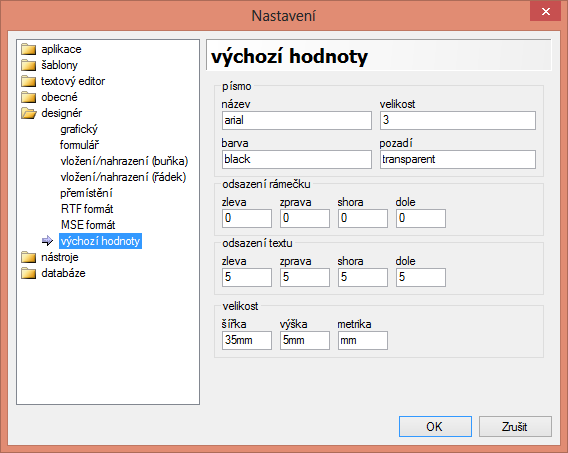 Nastavení
aplikace
šablony
textový editor
obecné
designér
grafický
formulář
vložení/nahrazení (buňka)
vložení/nahrazení (řádek)
přemístění
RTF formát
MSE formát
výchozí hodnoty
nástroje
databáze
výchozí hodnoty
písmo
název velikost
arial 3
barva pozadí
black transparent
odsazení rámečku
zleva zprava shora dole
0 0 0 0
odsazení textu
zleva zprava shora dole
5 5 5 5
velikost
šířka výška metrika
35mm 5mm mm
OK Zrušit